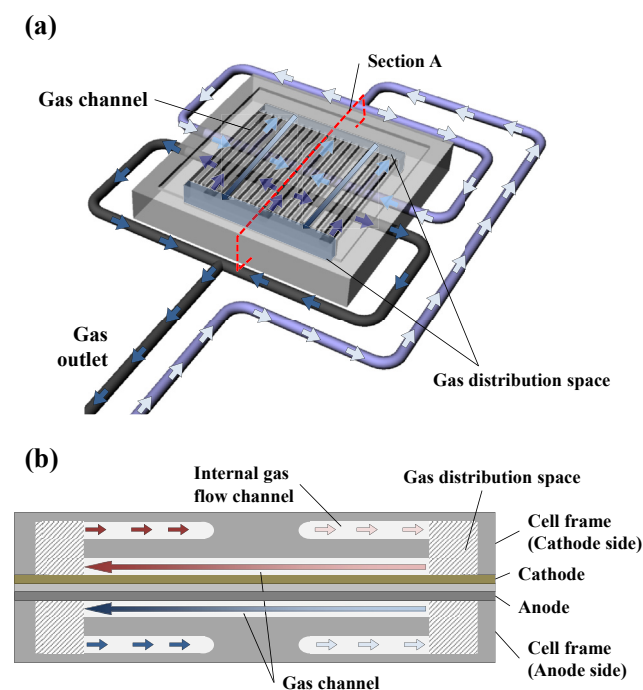 (a)
Section A
Gas channel
Gas
outlet
Gas distribution space
(b)
Internal gas
flow channel
Gas distribution space
Cell frame
(Cathode side)
Cathode
Anode
Cell frame
(Anode side)
Gas channel